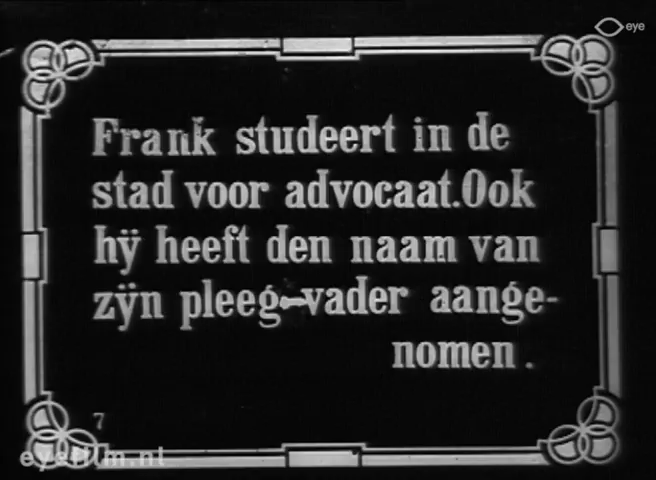 eye
Frank studeert in de
stad voor advocaat.Ook
hÿ heeft den naam van
zÿn pleeg-vader aange-
nomen.
7
eyefilm.nl